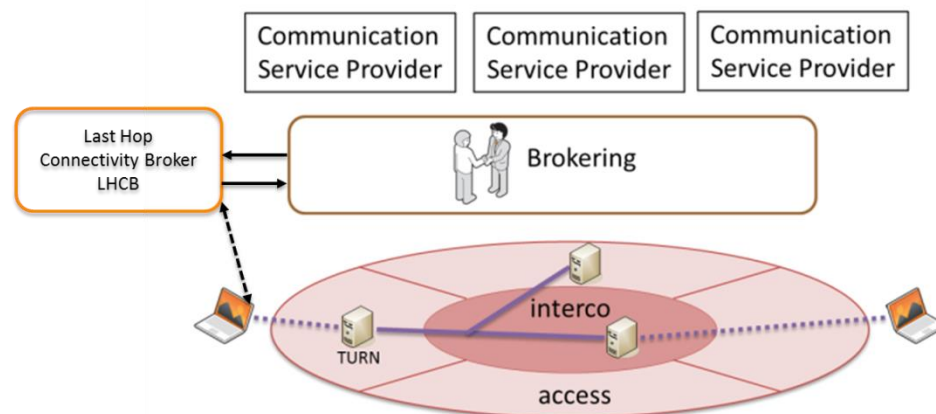 Communication
Service Provider
Communication
Service Provider
Communication
Service Provider
Last Hop
Connectivity Broker
LHCB
Brokering
interco
TURN
access